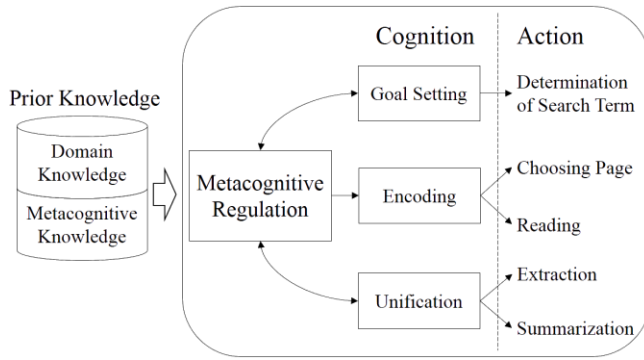 Cognition
Action
Prior Knowledge
Domain
Knowledge
Metacognitive
Knowledge
Metacognitive
Regulation
Goal Setting
Determination
of Search Term
Encoding
Choosing Page
Reading
Unification
Extraction
Summarization